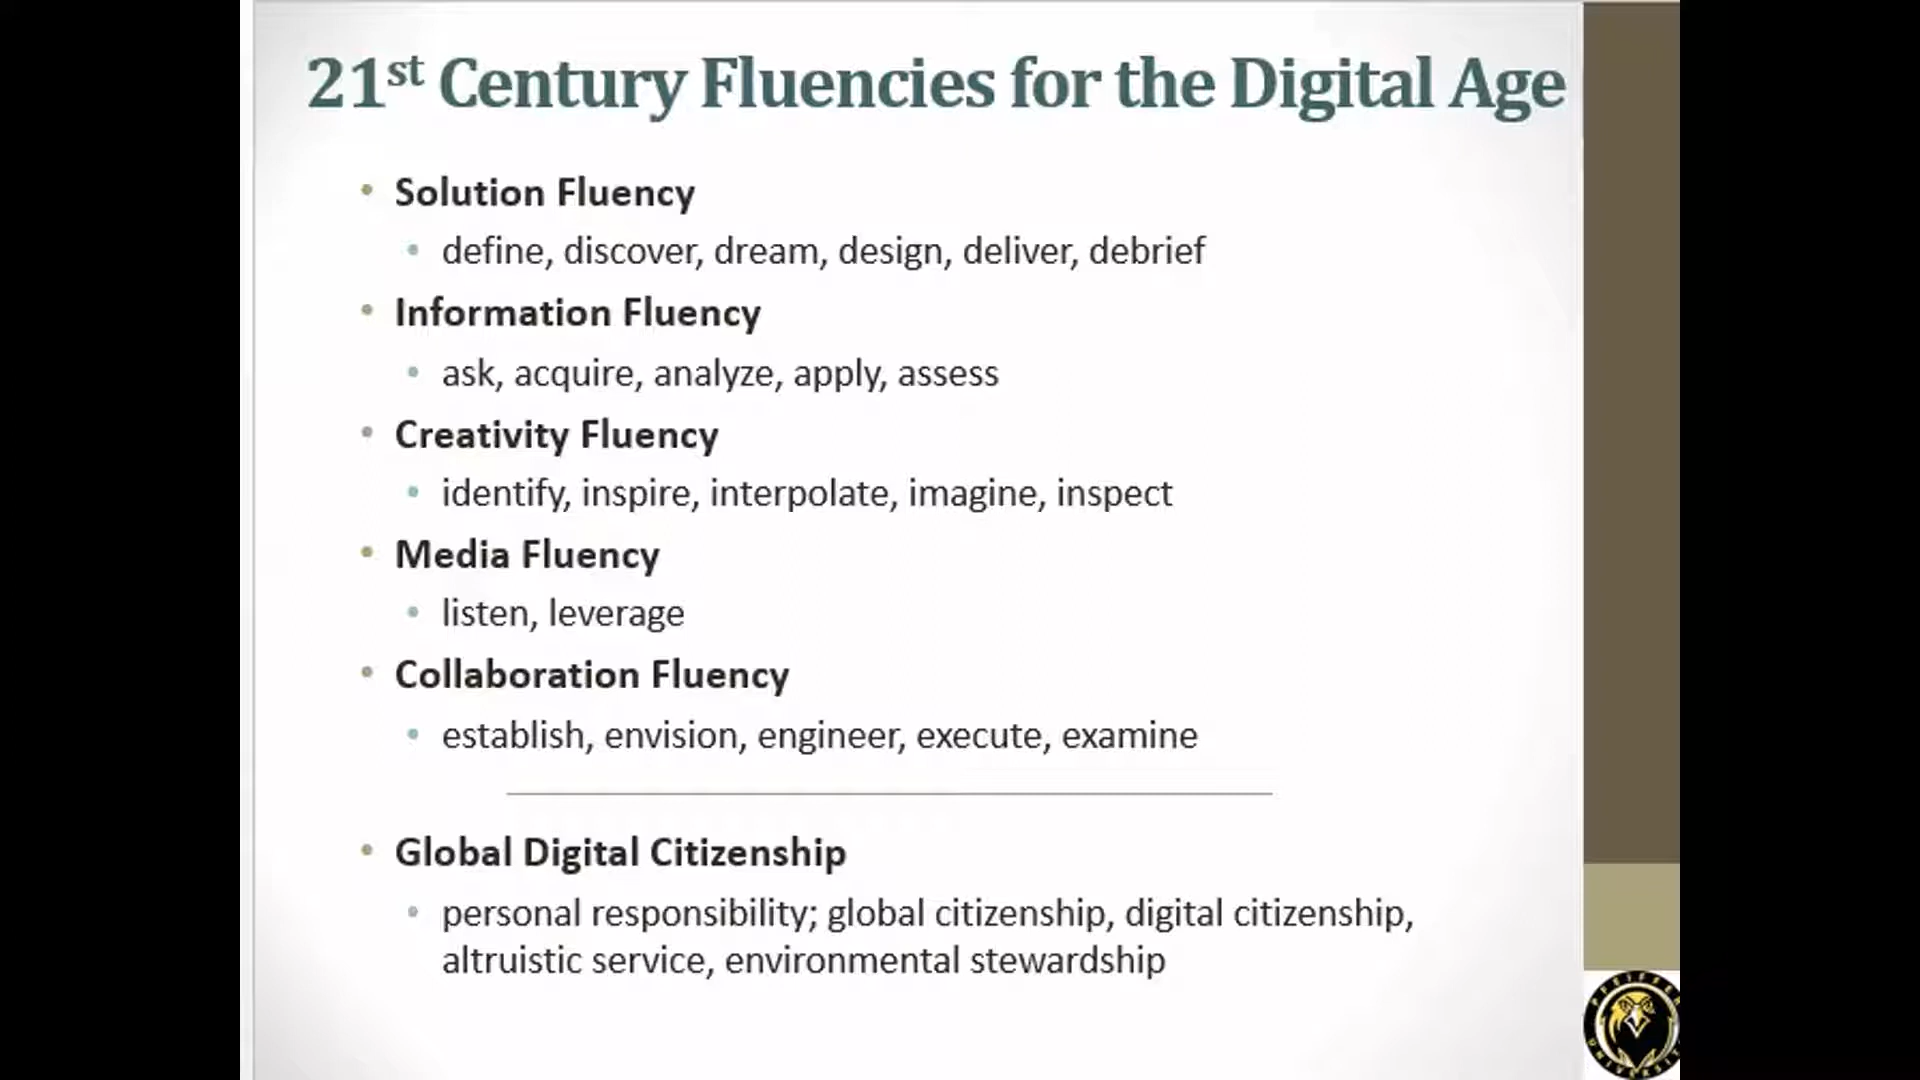 21st Century Fluencies for the Digital Age
• Solution Fluency
• define, discover, dream, design, deliver, debrief
• Information Fluency
• ask, acquire, analyze, apply, assess
• Creativity Fluency
• identify, inspire, interpolate, imagine, inspect
• Media Fluency
• listen, leverage
• Collaboration Fluency
• establish, envision, engineer, execute, examine
• Global Digital Citizenship
• personal responsibility; global citizenship, digital citizenship,
altruistic service, environmental stewardship
PFEIFFER
UNIVERSITY